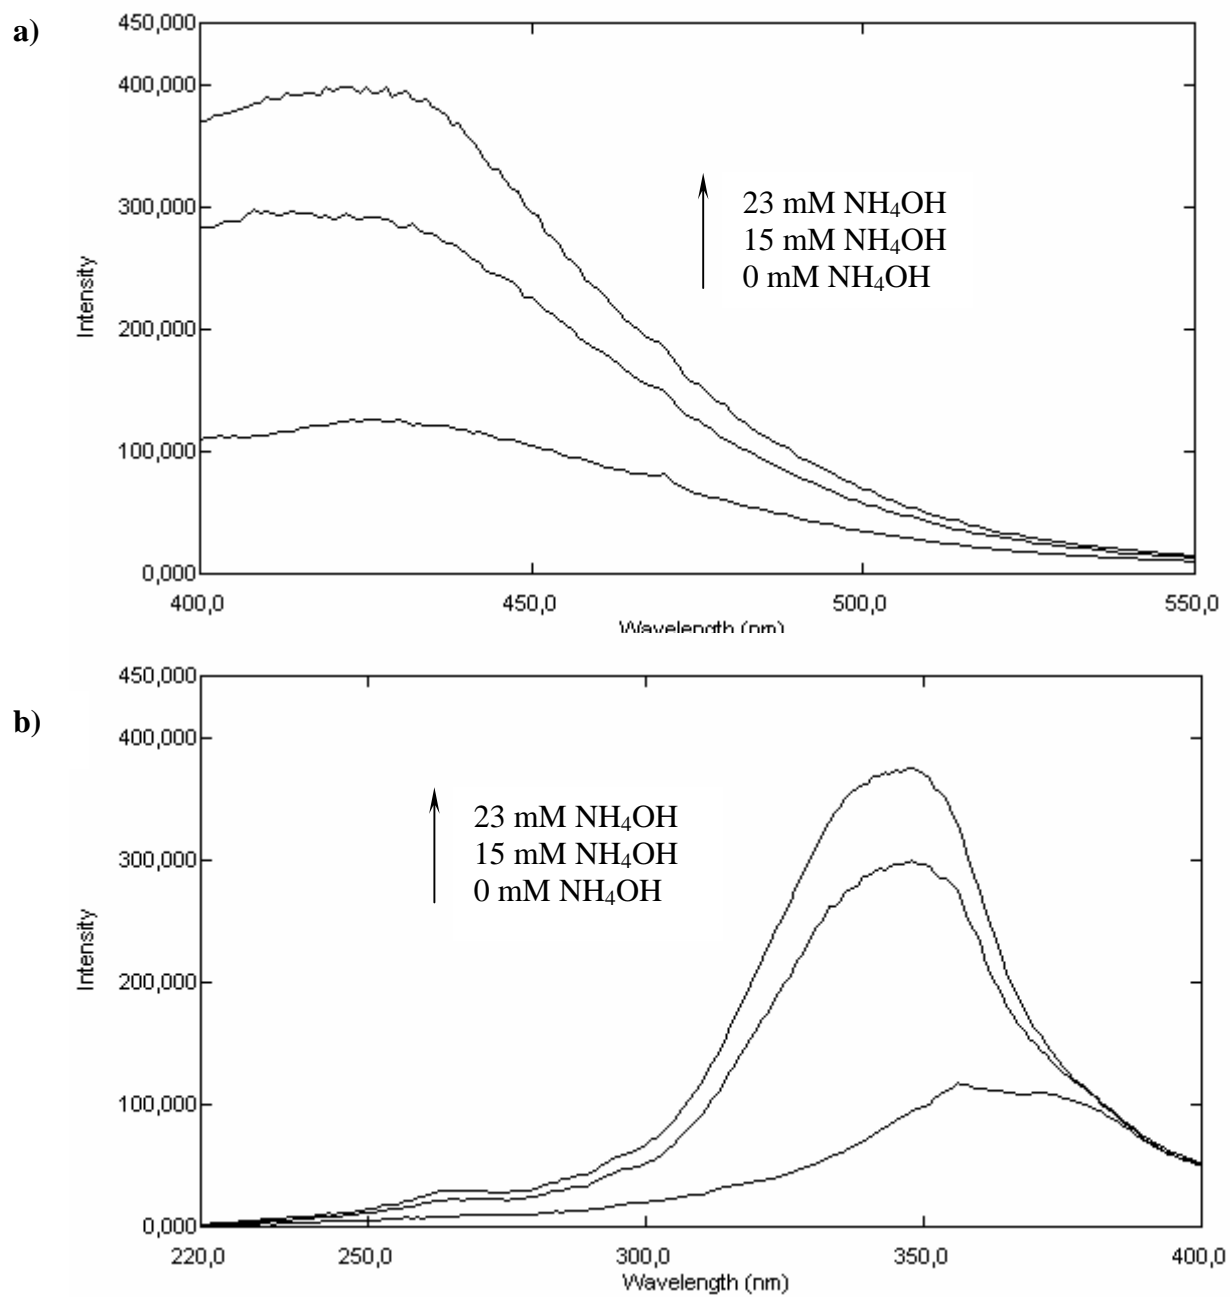 a)
450,000
400,000
300,000
200,000
100,000
0,000
Intensity
23 mM NH₄OH
15 mM NH₄OH
0 mM NH₄OH
400,0 450,0 500,0 550,0
Wavelength (nm)
b)
450,000
400,000
300,000
200,000
100,000
0,000
Intensity
23 mM NH₄OH
15 mM NH₄OH
0 mM NH₄OH
220,0 250,0 300,0 350,0 400,0
Wavelength (nm)